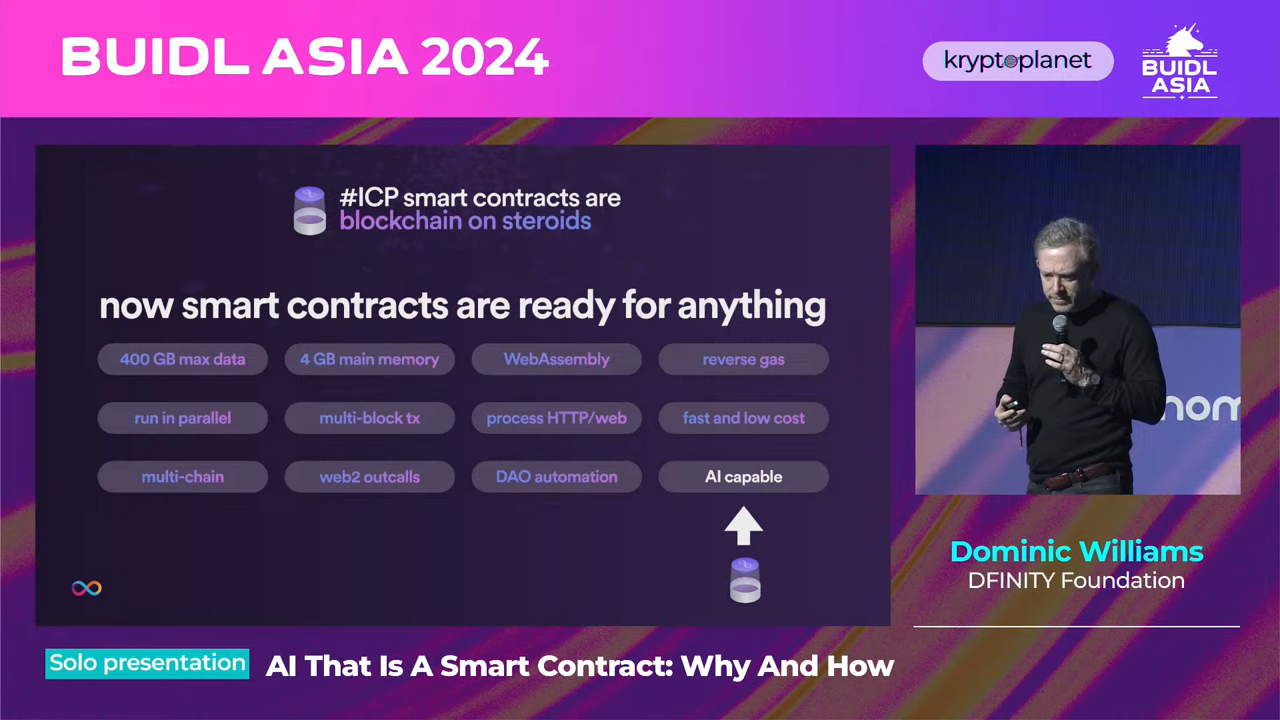 BUIDL ASIA 2024
kryptoplanet
BUIDL
ASIA
#ICP smart contracts are
blockchain on steroids
now smart contracts are ready for anything
400 GB max data
4 GB main memory
WebAssembly
reverse gas
run in parallel
multi-block tx
process HTTP/web
fast and low cost
multi-chain
web2 outcalls
DAO automation
AI capable
nom
Dominic Williams
DFINITY Foundation
Solo presentation
AI That Is A Smart Contract: Why And How